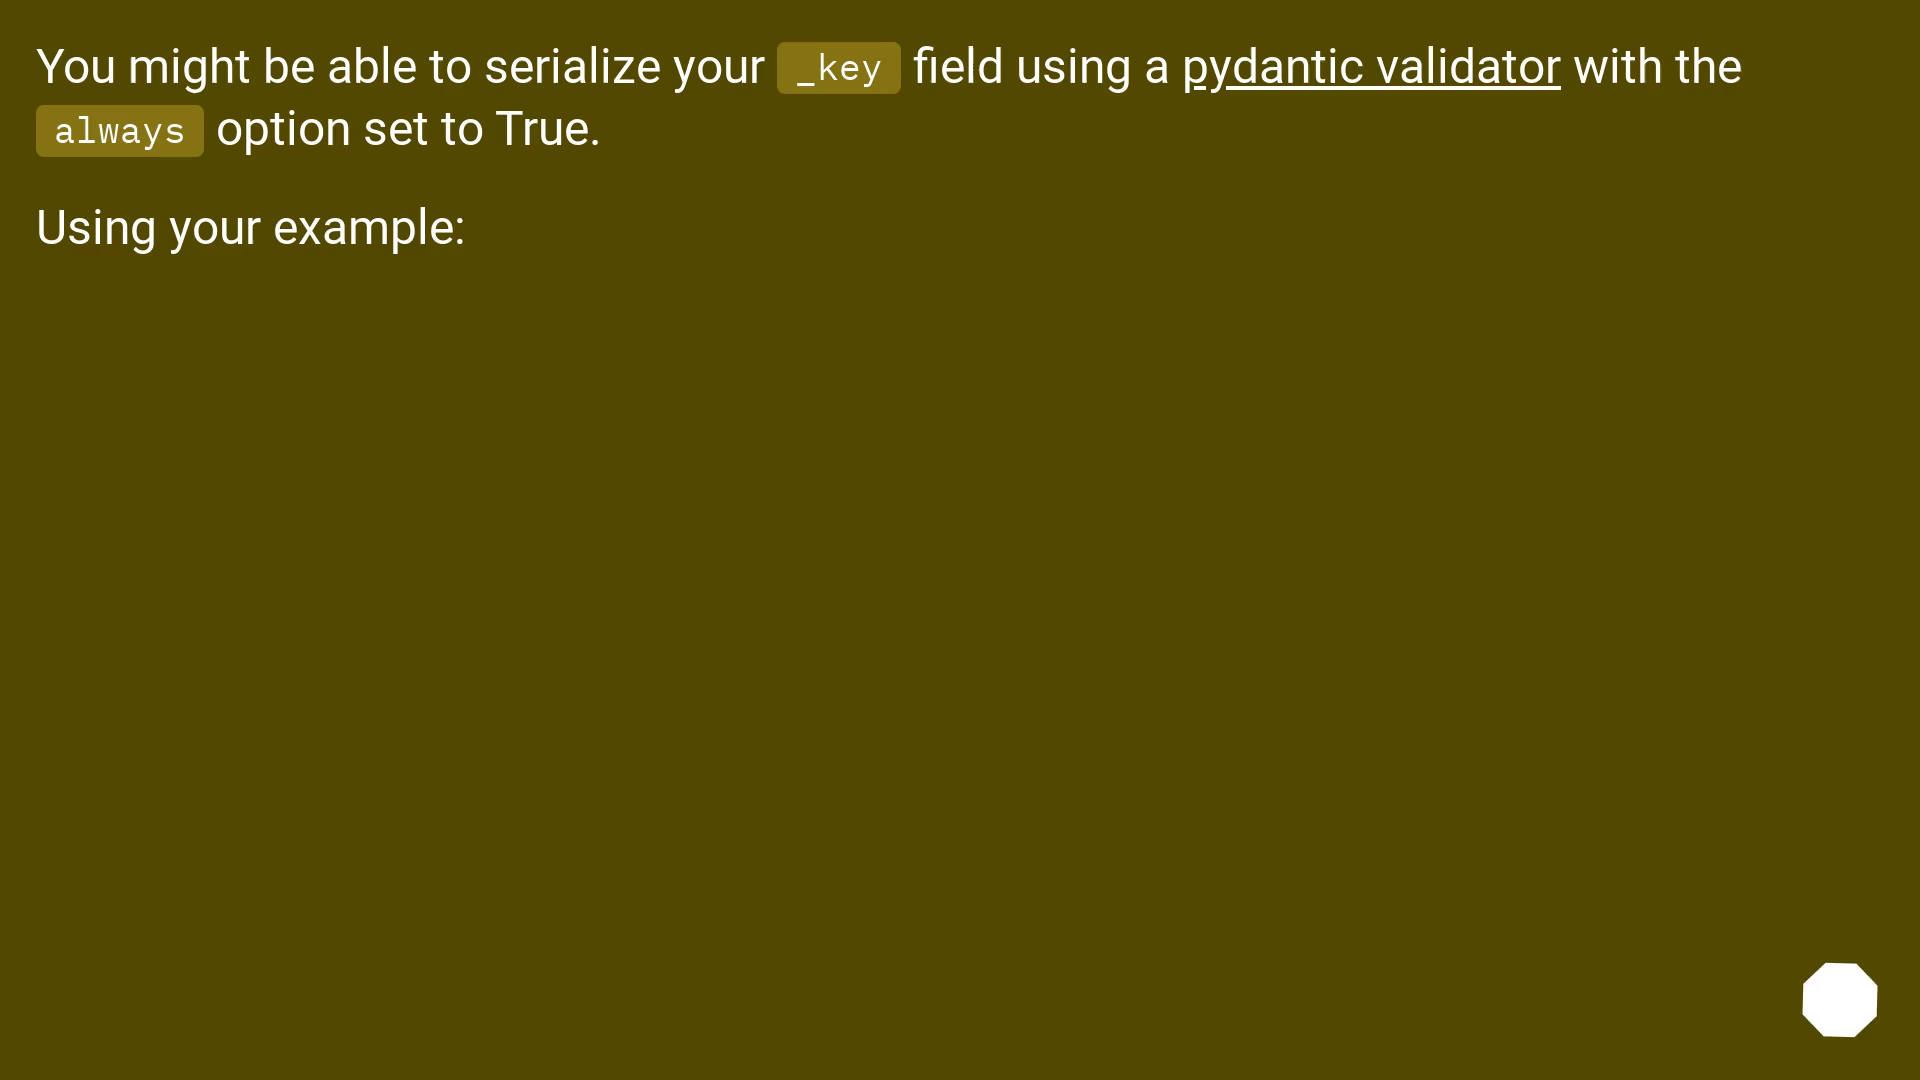 You might be able to serialize your _key field using a pydantic validator with the
always option set to True.
Using your example: